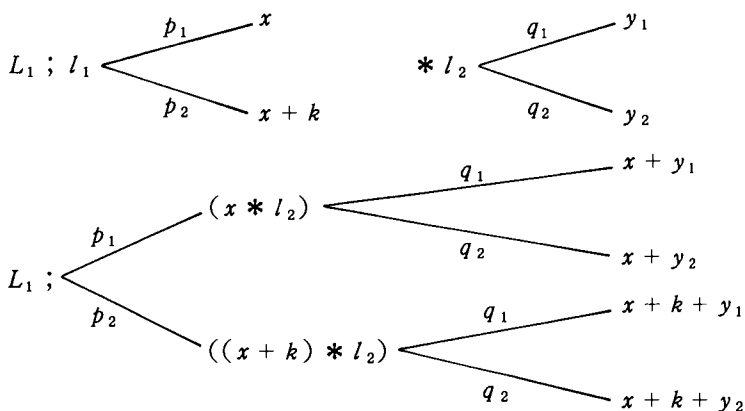 L₁ ; l₁ p₁ x
p₂ x + k
* l₂ q₁ y₁
q₂ y₂
L₁ ;
p₁ (x * l₂) q₁ x + y₁
q₂ x + y₂
p₂ ((x + k) * l₂) q₁ x + k + y₁
q₂ x + k + y₂